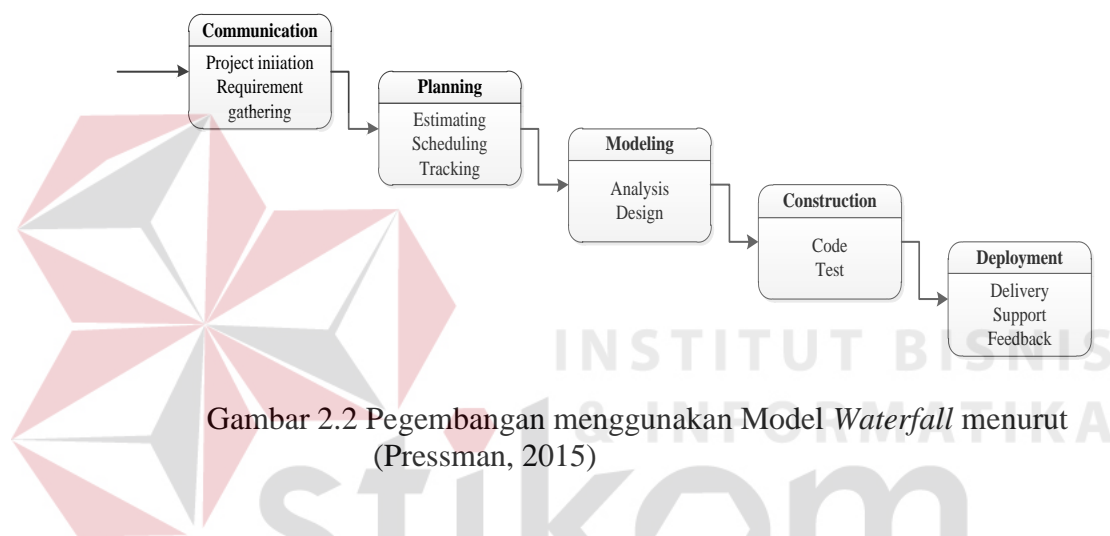 Communication
Project iniiation
Requirement
gathering
Planning
Estimating
Scheduling
Tracking
Modeling
Analysis
Design
Construction
Code
Test
Deployment
Delivery
Support
Feedback
INSTITUT BISNIS
& INFORMATIKA
stikom
Gambar 2.2 Pegembangan menggunakan Model Waterfall menurut
(Pressman, 2015)